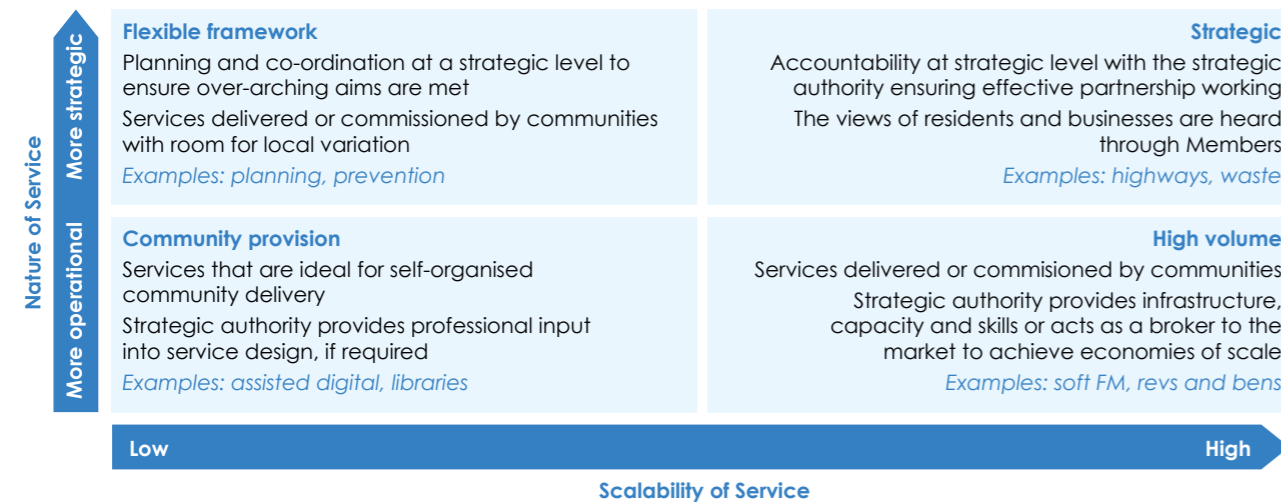 Nature of Service
More strategic
More operational
Flexible framework
Planning and co-ordination at a strategic level to
ensure over-arching aims are met
Services delivered or commissioned by communities
with room for local variation
Examples: planning, prevention
Strategic
Accountability at strategic level with the strategic
authority ensuring effective partnership working
The views of residents and businesses are heard
through Members
Examples: highways, waste
Community provision
Services that are ideal for self-organised
community delivery
Strategic authority provides professional input
into service design, if required
Examples: assisted digital, libraries
High volume
Services delivered or commisioned by communities
Strategic authority provides infrastructure,
capacity and skills or acts as a broker to the
market to achieve economies of scale
Examples: soft FM, revs and bens
Low
High
Scalability of Service